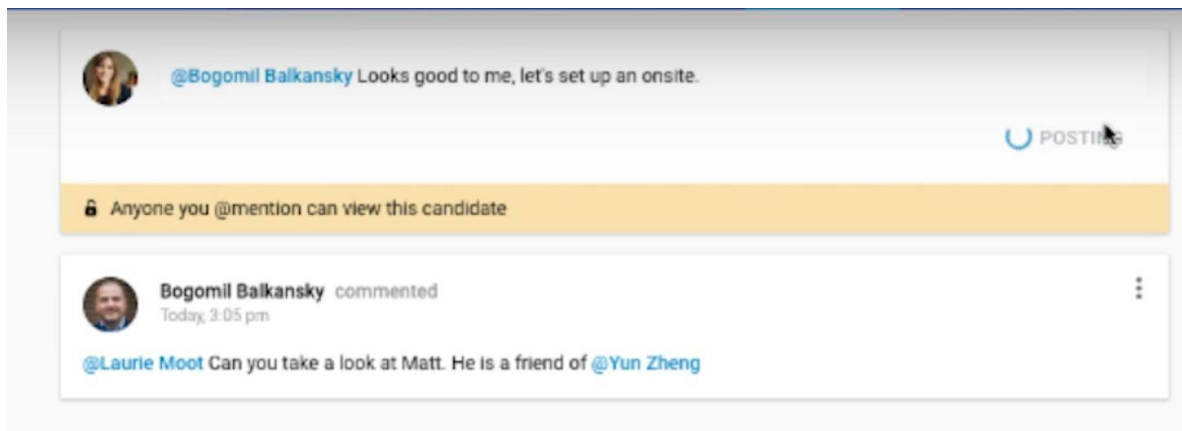 @Bogomil Balkansky Looks good to me, let's set up an onsite.
POSTING
Anyone you @mention can view this candidate
Bogomil Balkansky commented
Today, 3:05 pm
@Laurie Moot Can you take a look at Matt. He is a friend of @Yun Zheng